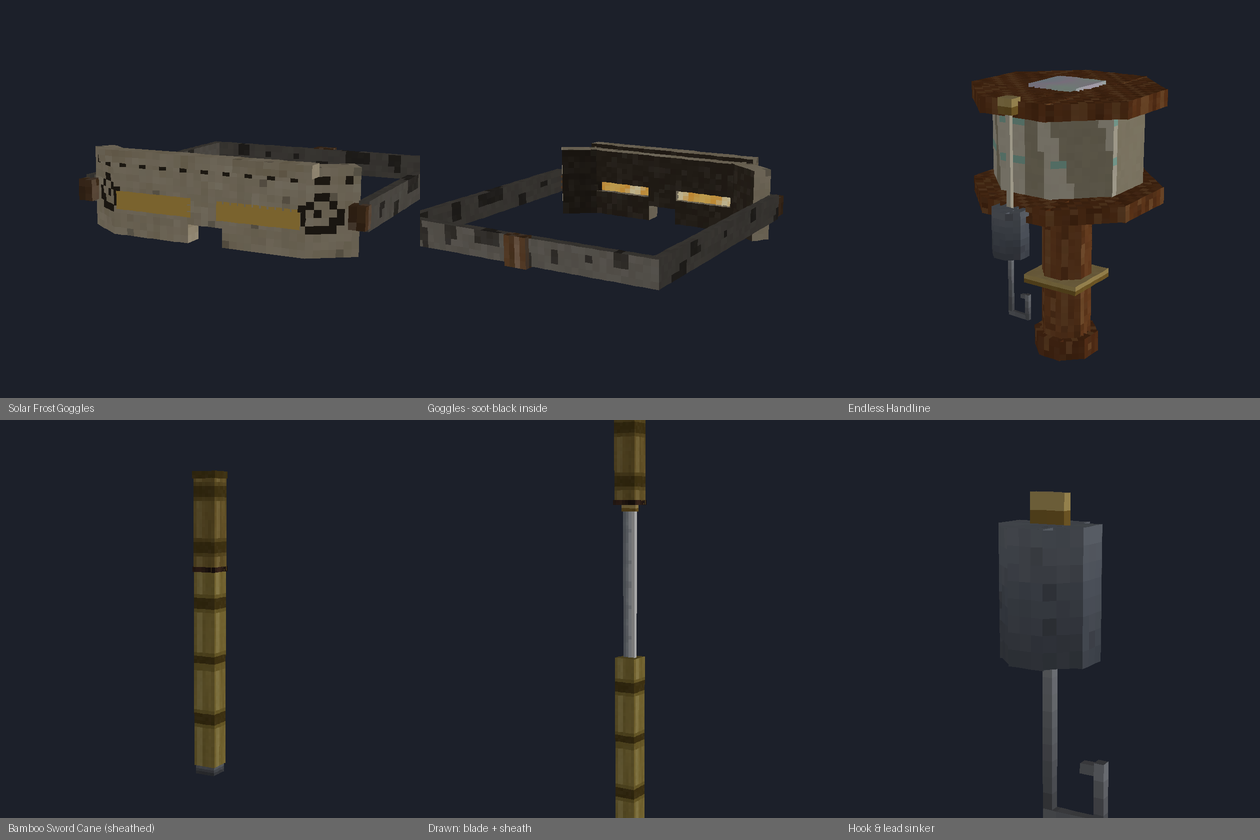 Solar Frost Goggles
Goggles - soot-black inside
Endless Handline
Bamboo Sword Cane (sheathed)
Drawn: blade + sheath
Hook & lead sinker